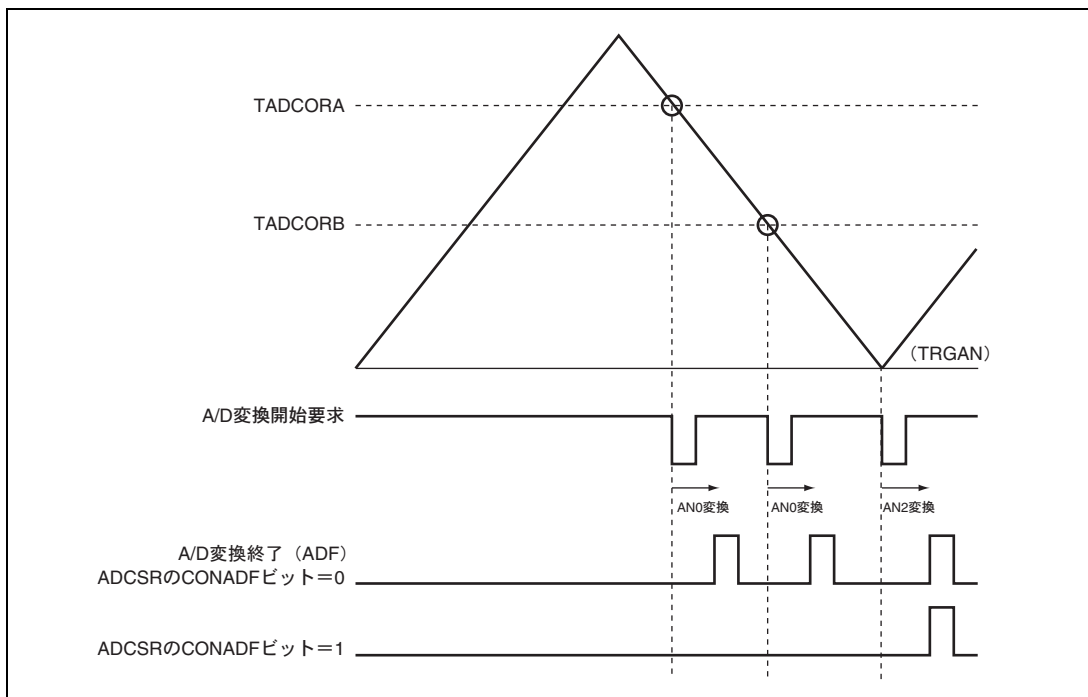 TADCORA
TADCORB
(TRGAN)
A/D変換開始要求
AN0変換
AN0変換
AN2変換
A/D変換終了（ADF）
ADCSRのCONADFビット＝0
ADCSRのCONADFビット＝1